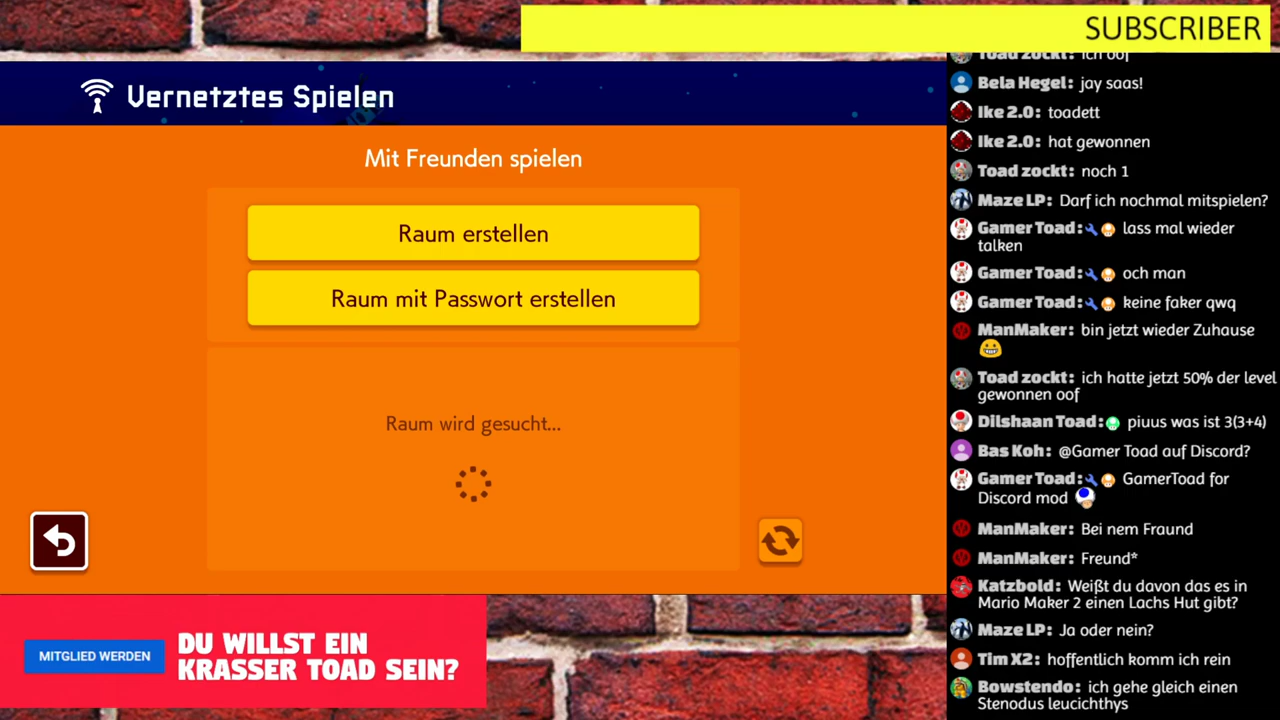 SUBSCRIBER
Vernetztes Spielen
Mit Freunden spielen
Raum erstellen
Raum mit Passwort erstellen
Raum wird gesucht...
MITGLIED WERDEN
DU WILLST EIN
KRASSER TOAD SEIN?
Toad zockt: ich oof
Bela Hegel: jay saas!
Ike 2.0: toadett
Ike 2.0: hat gewonnen
Toad zockt: noch 1
Maze LP: Darf ich nochmal mitspielen?
Gamer Toad: lass mal wieder
talken
Gamer Toad: och man
Gamer Toad: keine faker qwq
ManMaker: bin jetzt wieder Zuhause
Toad zockt: ich hatte jetzt 50% der level
gewonnen oof
Dilshaan Toad: piuus was ist 3(3+4)
Bas Koh: @Gamer Toad auf Discord?
Gamer Toad: GamerToad for
Discord mod
ManMaker: Bei nem Fraund
ManMaker: Freund*
Katzbold: Weißt du davon das es in
Mario Maker 2 einen Lachs Hut gibt?
Maze LP: Ja oder nein?
Tim X2: hoffentlich komm ich rein
Bowstendo: ich gehe gleich einen
Stenodus leucichthys